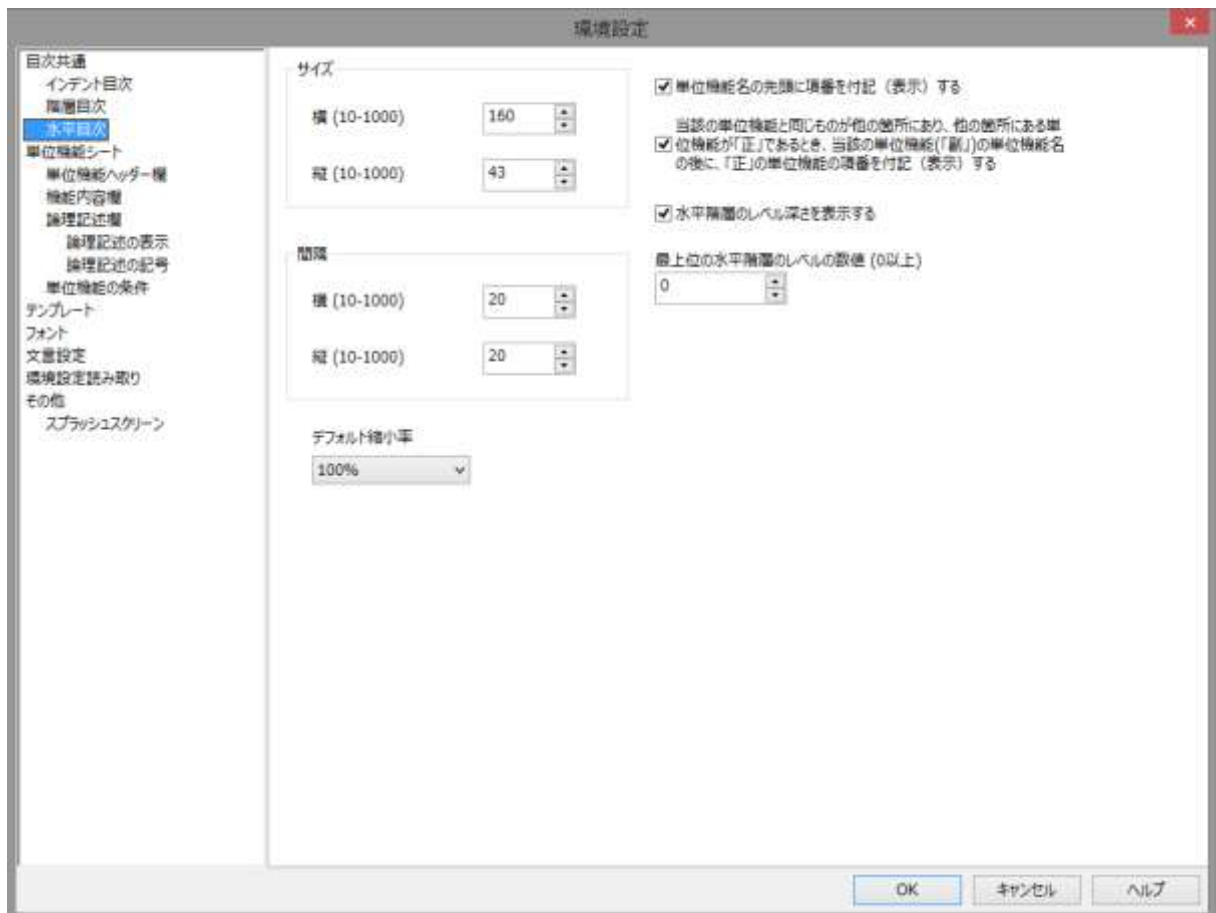 環境設定
目次共通
インデント目次
階層目次
水平目次
単位機能シート
単位機能ヘッダー欄
機能内容欄
論理記述欄
論理記述の表示
論理記述の記号
単位機能の条件
テンプレート
フォント
文言設定
環境設定読み取り
その他
スプラッシュスクリーン
サイズ
横 (10-1000)
160
縦 (10-1000)
43
間隔
横 (10-1000)
20
縦 (10-1000)
20
デフォルト縮小率
100%
単位機能名の先頭に項番を付記（表示）する
当該の単位機能と同じものが他の箇所にあり、他の箇所にある単
位機能が「正」であるとき、当該の単位機能(「副」)の単位機能名
の後に、「正」の単位機能の項番を付記（表示）する
水平階層のレベル深さを表示する
最上位の水平階層のレベルの数値 (0以上)
0
OK
キャンセル
ヘルプ